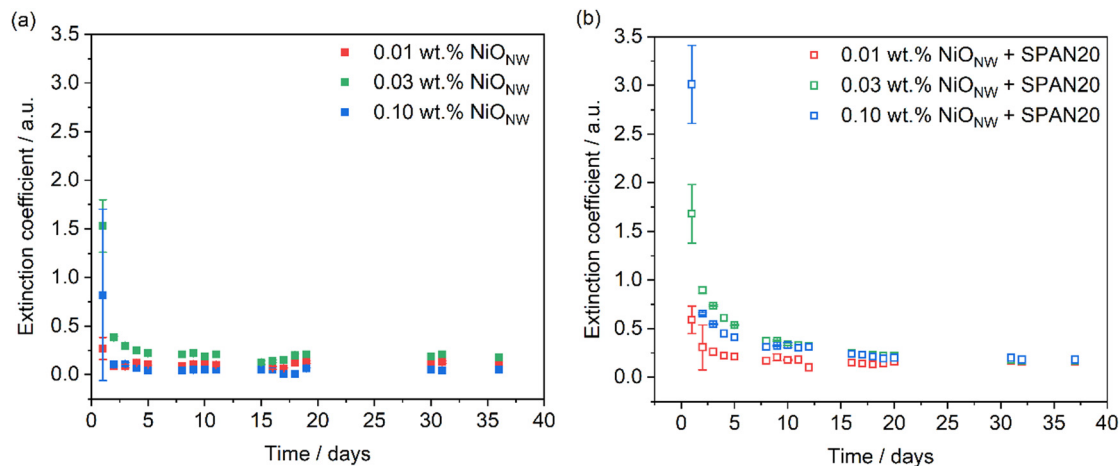 (a)
3.5
3.0
2.5
2.0
1.5
1.0
0.5
0.0
Extinction coefficient / a.u.
0.01 wt.% NiO_NW
0.03 wt.% NiO_NW
0.10 wt.% NiO_NW
0 5 10 15 20 25 30 35 40
Time / days
(b)
3.5
3.0
2.5
2.0
1.5
1.0
0.5
0.0
Extinction coefficient / a.u.
0.01 wt.% NiO_NW + SPAN20
0.03 wt.% NiO_NW + SPAN20
0.10 wt.% NiO_NW + SPAN20
0 5 10 15 20 25 30 35 40
Time / days